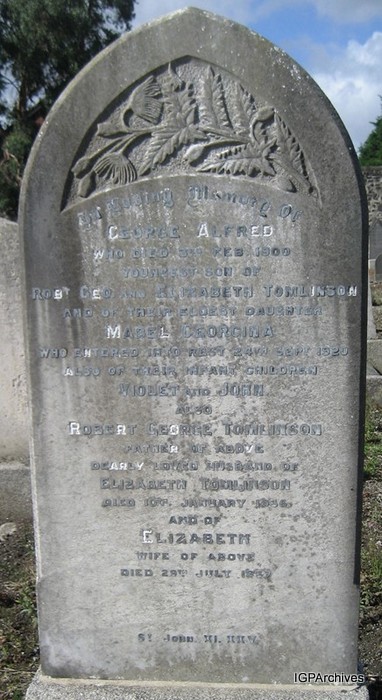 In Loving Memory Of
George Alfred
who died Feb. 1900
youngest son of
Robt Geo and Elizabeth Tomlinson
and of their eldest daughter
Mabel Georgina
who entered into rest 24th Sept 1920
also of their infant children
Violet and John.
also
Robert George Tomlinson
father of above
dearly loved husband of
Elizabeth Tomlinson
died January
and of
Elizabeth
wife of above
died July
St John. XI.
IGPArchives